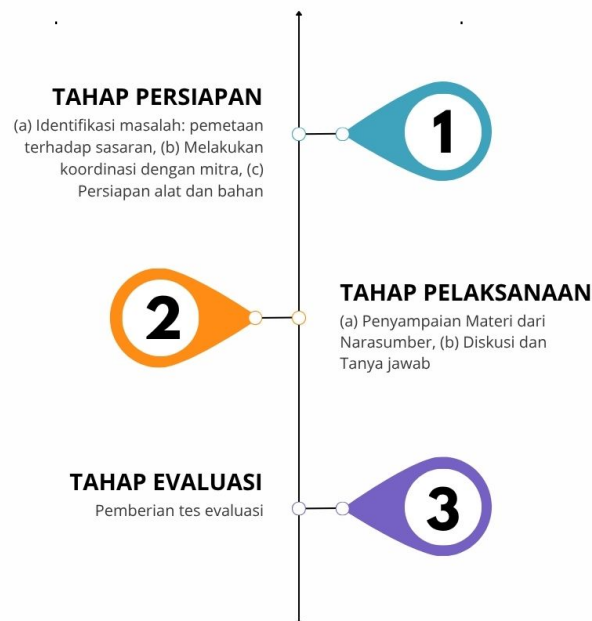 TAHAP PERSIAPAN
(a) Identifikasi masalah: pemetaan
terhadap sasaran, (b) Melakukan
koordinasi dengan mitra, (c)
Persiapan alat dan bahan
1
2
TAHAP PELAKSANAAN
(a) Penyampaian Materi dari
Narasumber, (b) Diskusi dan
Tanya jawab
TAHAP EVALUASI
Pemberian tes evaluasi
3